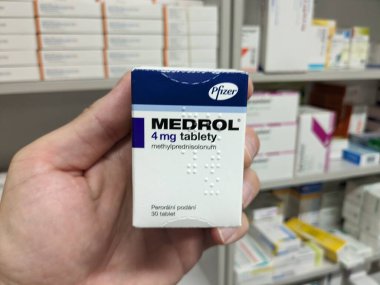 Pfizer
MEDROL®
4 mg tablety
methylprednisolonum
Perorální podání
30 tablet